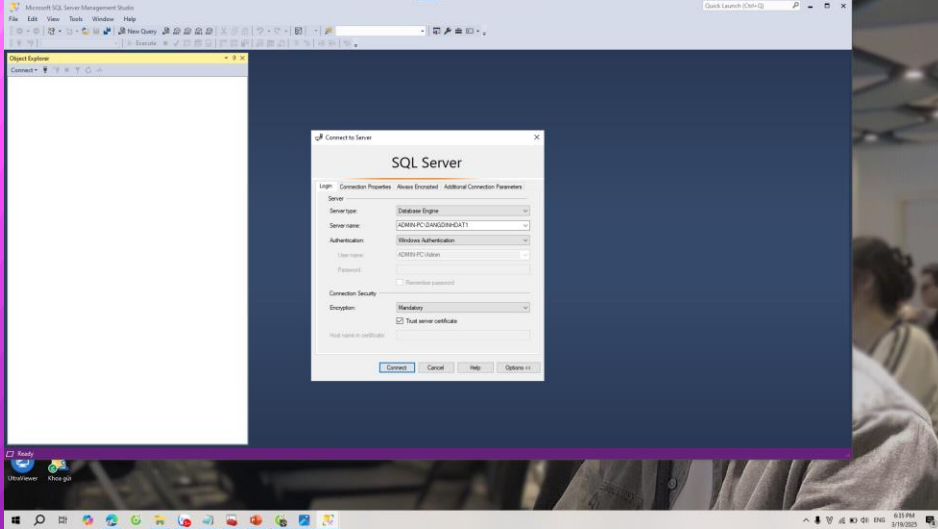 Microsoft SQL Server Management Studio
Quick Launch (Ctrl+Q)
File Edit View Tools Window Help
New Query
Execute
Object Explorer
Connect
Connect to Server
SQL Server
Login Connection Properties Always Encrypted Additional Connection Parameters
Server
Server type: Database Engine
Server name: ADMIN-PC\DANGDINHDAT1
Authentication: Windows Authentication
User name: ADMIN-PC\Admin
Password:
Remember password
Connection Security
Encryption: Mandatory
Trust server certificate
Host name in certificate:
Connect Cancel Help Options <<
Ready
UltraViewer Khoa gửi
ENG 6:35 PM
3/19/2025